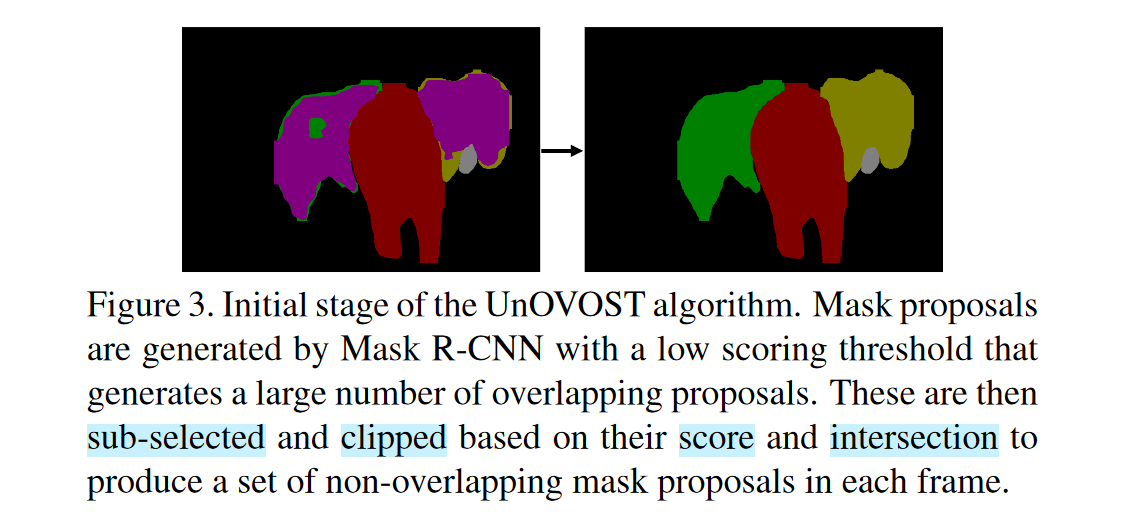 Figure 3. Initial stage of the UnOVOST algorithm. Mask proposals
are generated by Mask R-CNN with a low scoring threshold that
generates a large number of overlapping proposals. These are then
sub-selected and clipped based on their score and intersection to
produce a set of non-overlapping mask proposals in each frame.